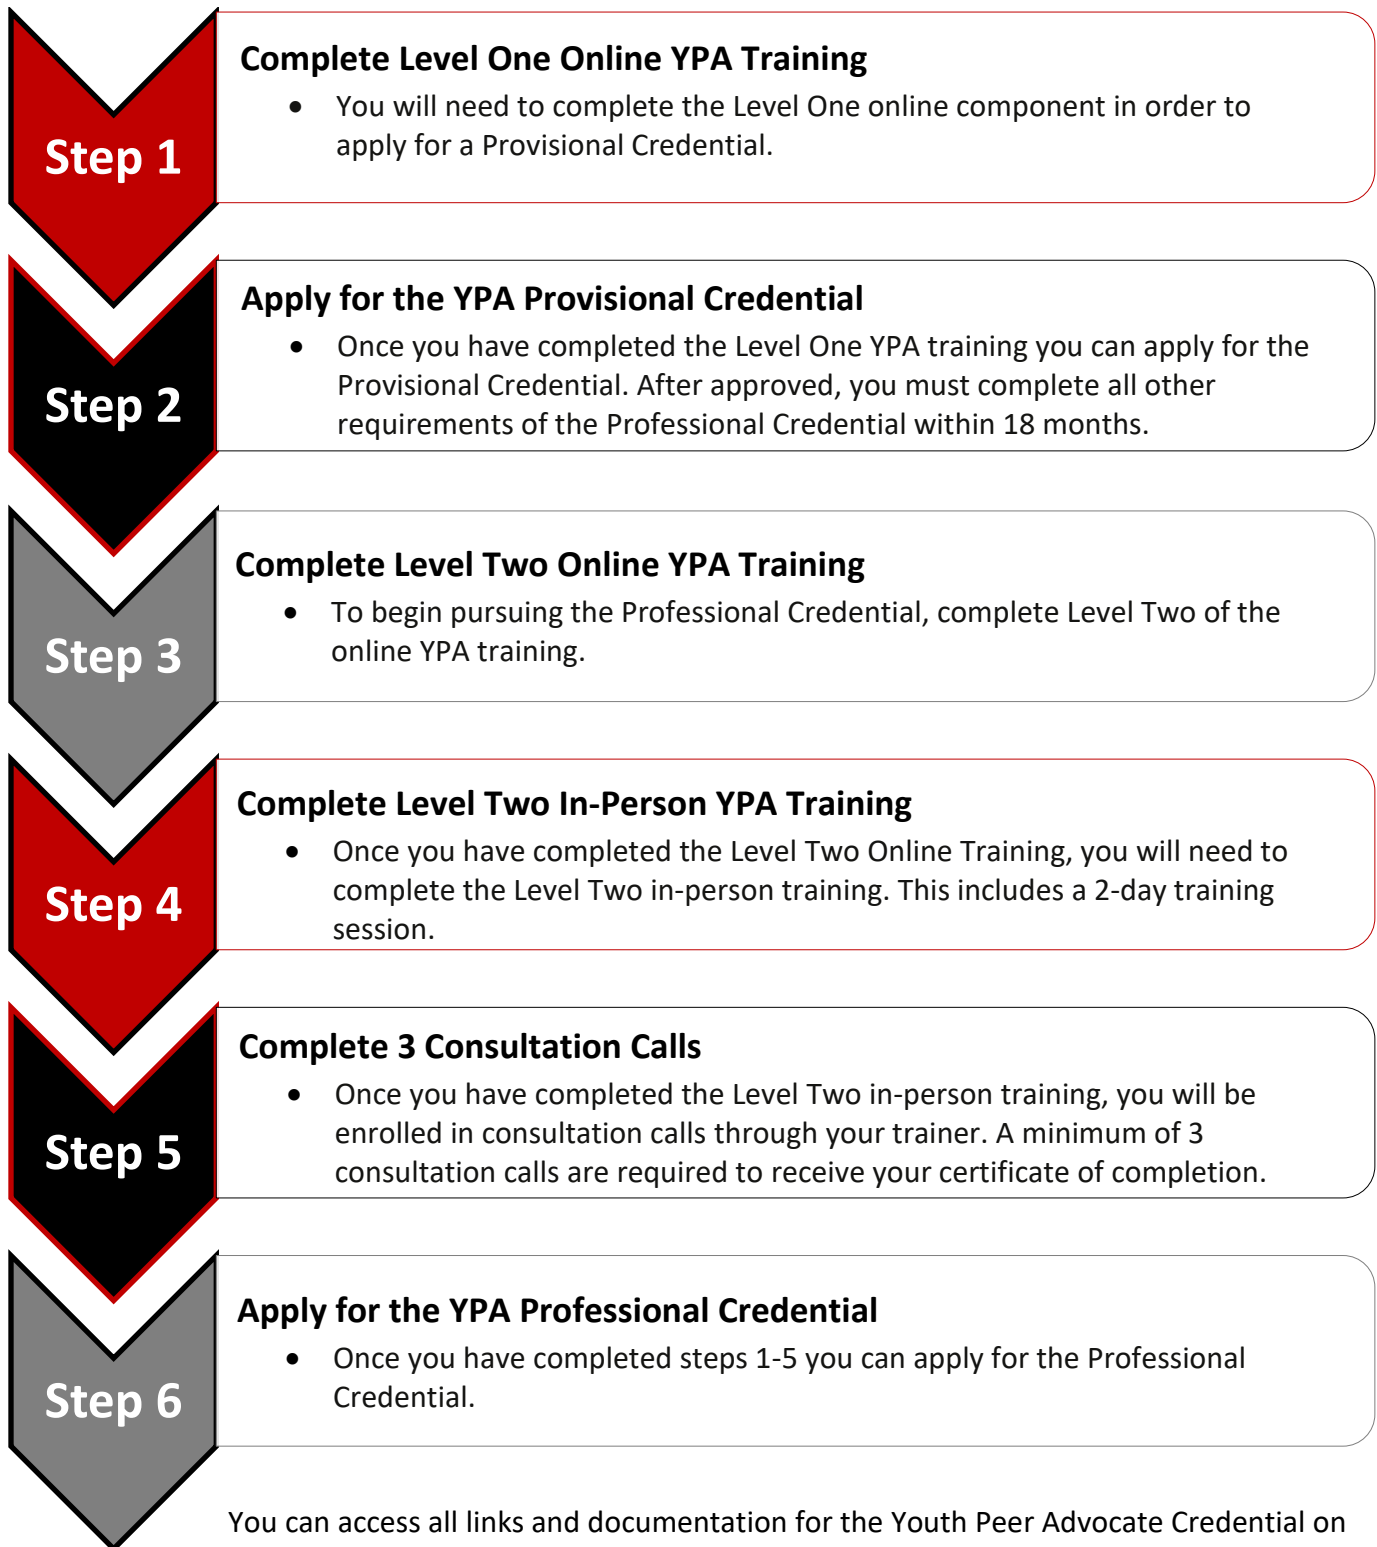 Step 1
Complete Level One Online YPA Training
• You will need to complete the Level One online component in order to
apply for a Provisional Credential.
Step 2
Apply for the YPA Provisional Credential
• Once you have completed the Level One YPA training you can apply for the
Provisional Credential. After approved, you must complete all other
requirements of the Professional Credential within 18 months.
Step 3
Complete Level Two Online YPA Training
• To begin pursuing the Professional Credential, complete Level Two of the
online YPA training.
Step 4
Complete Level Two In-Person YPA Training
• Once you have completed the Level Two Online Training, you will need to
complete the Level Two in-person training. This includes a 2-day training
session.
Step 5
Complete 3 Consultation Calls
• Once you have completed the Level Two in-person training, you will be
enrolled in consultation calls through your trainer. A minimum of 3
consultation calls are required to receive your certificate of completion.
Step 6
Apply for the YPA Professional Credential
• Once you have completed steps 1-5 you can apply for the Professional
Credential.
You can access all links and documentation for the Youth Peer Advocate Credential on